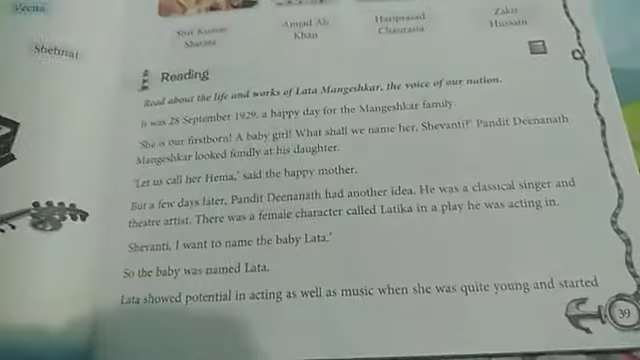 Veena
Shehnai
Shiv Kumar
Sharma
Amjad Ali
Khan
Hariprasad
Chaurasia
Zakir
Hussain
Reading
Read about the life and works of Lata Mangeshkar, the voice of our nation.
It was 28 September 1929, a happy day for the Mangeshkar family.
'She is our firstborn! A baby girl! What shall we name her, Shevanti?' Pandit Deenanath
Mangeshkar looked fondly at his daughter.
'Let us call her Hema,' said the happy mother.
But a few days later, Pandit Deenanath had another idea. He was a classical singer and
theatre artist. There was a female character called Latika in a play he was acting in.
Shevanti, I want to name the baby Lata.'
So the baby was named Lata.
Lata showed potential in acting as well as music when she was quite young and started
39